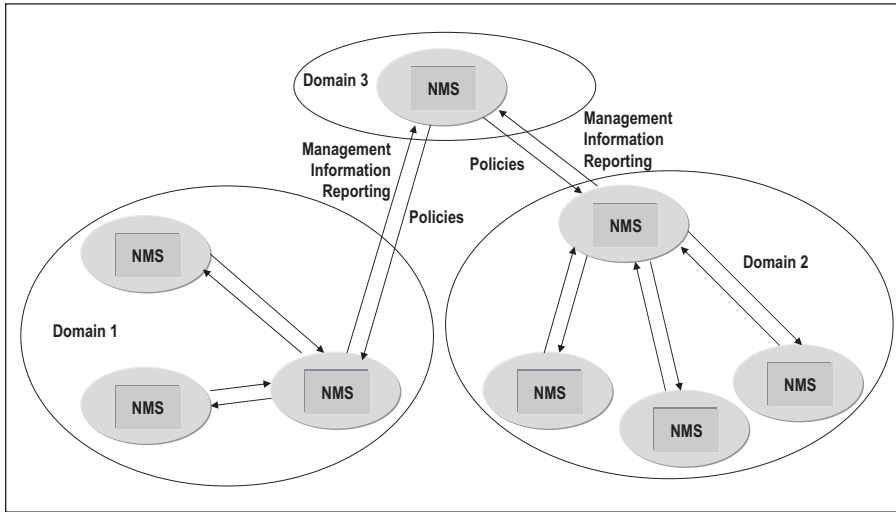 Domain 3
NMS
Management
Information
Reporting
Policies
Policies
Management
Information
Reporting
NMS
NMS
Domain 1
NMS
NMS
NMS
Domain 2
NMS
NMS
NMS